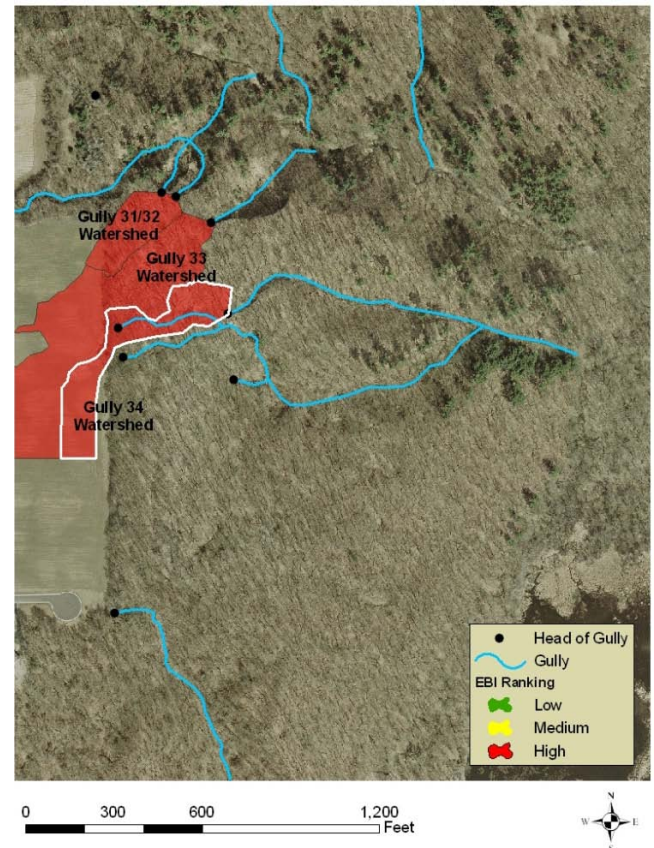 Gully 31/32
Watershed
Gully 33
Watershed
Gully 34
Watershed
Head of Gully
Gully
EBI Ranking
Low
Medium
High
0 300 600 1,200
Feet
N
W E
S